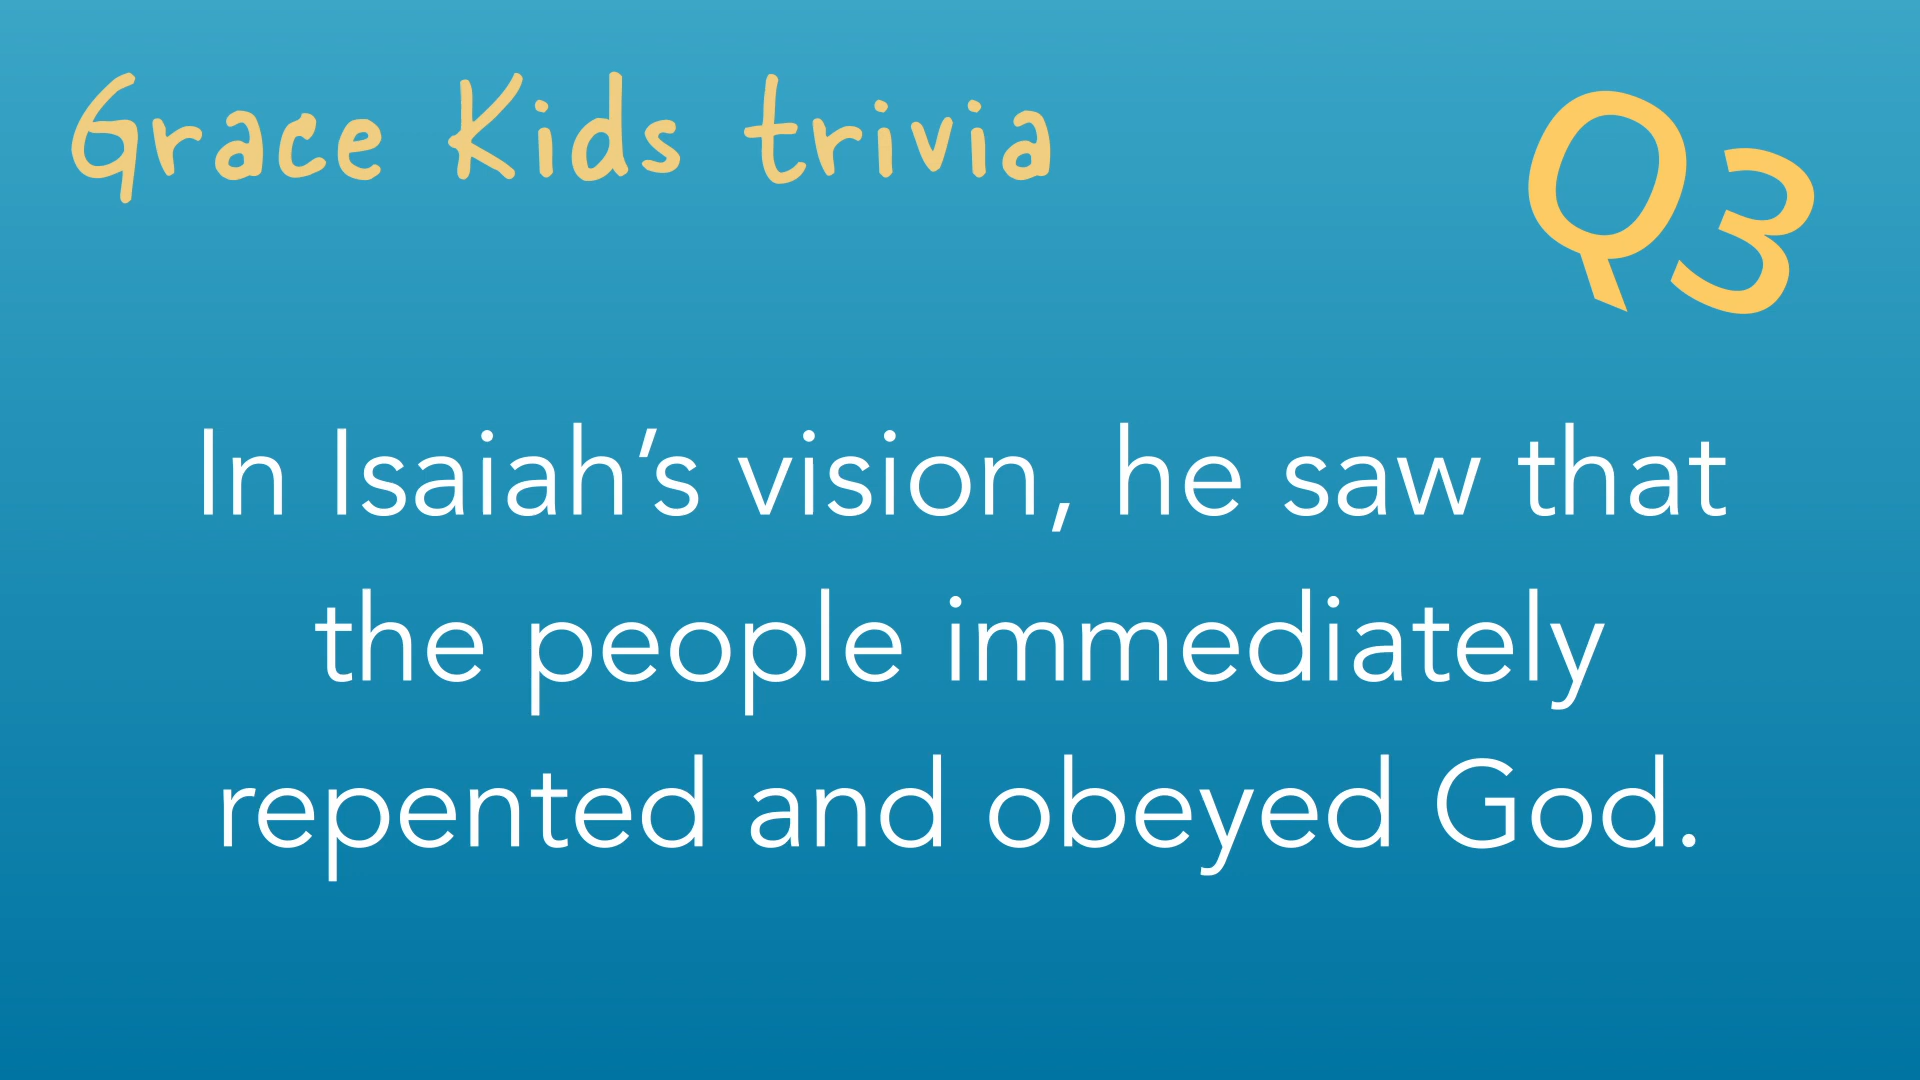 Grace Kids trivia
Q3
In Isaiah’s vision, he saw that
the people immediately
repented and obeyed God.